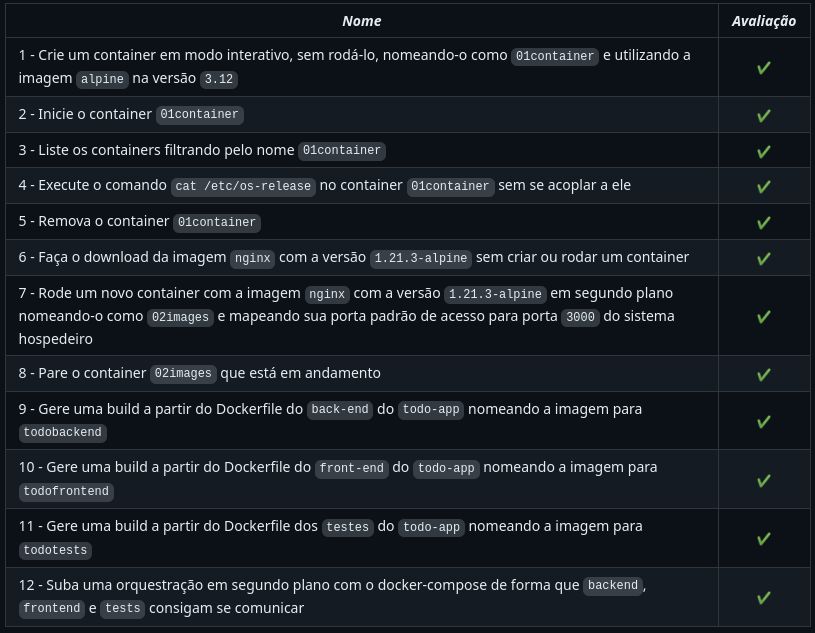 Nome Avaliação
1 - Crie um container em modo interativo, sem rodá-lo, nomeando-o como 01container e utilizando a
imagem alpine na versão 3.12
2 - Inicie o container 01container
3 - Liste os containers filtrando pelo nome 01container
4 - Execute o comando cat /etc/os-release no container 01container sem se acoplar a ele
5 - Remova o container 01container
6 - Faça o download da imagem nginx com a versão 1.21.3-alpine sem criar ou rodar um container
7 - Rode um novo container com a imagem nginx com a versão 1.21.3-alpine em segundo plano
nomeando-o como 02images e mapeando sua porta padrão de acesso para porta 3000 do sistema
hospedeiro
8 - Pare o container 02images que está em andamento
9 - Gere uma build a partir do Dockerfile do back-end do todo-app nomeando a imagem para
todobackend
10 - Gere uma build a partir do Dockerfile do front-end do todo-app nomeando a imagem para
todofrontend
11 - Gere uma build a partir do Dockerfile dos testes do todo-app nomeando a imagem para
todotests
12 - Suba uma orquestração em segundo plano com o docker-compose de forma que backend,
frontend e tests consigam se comunicar